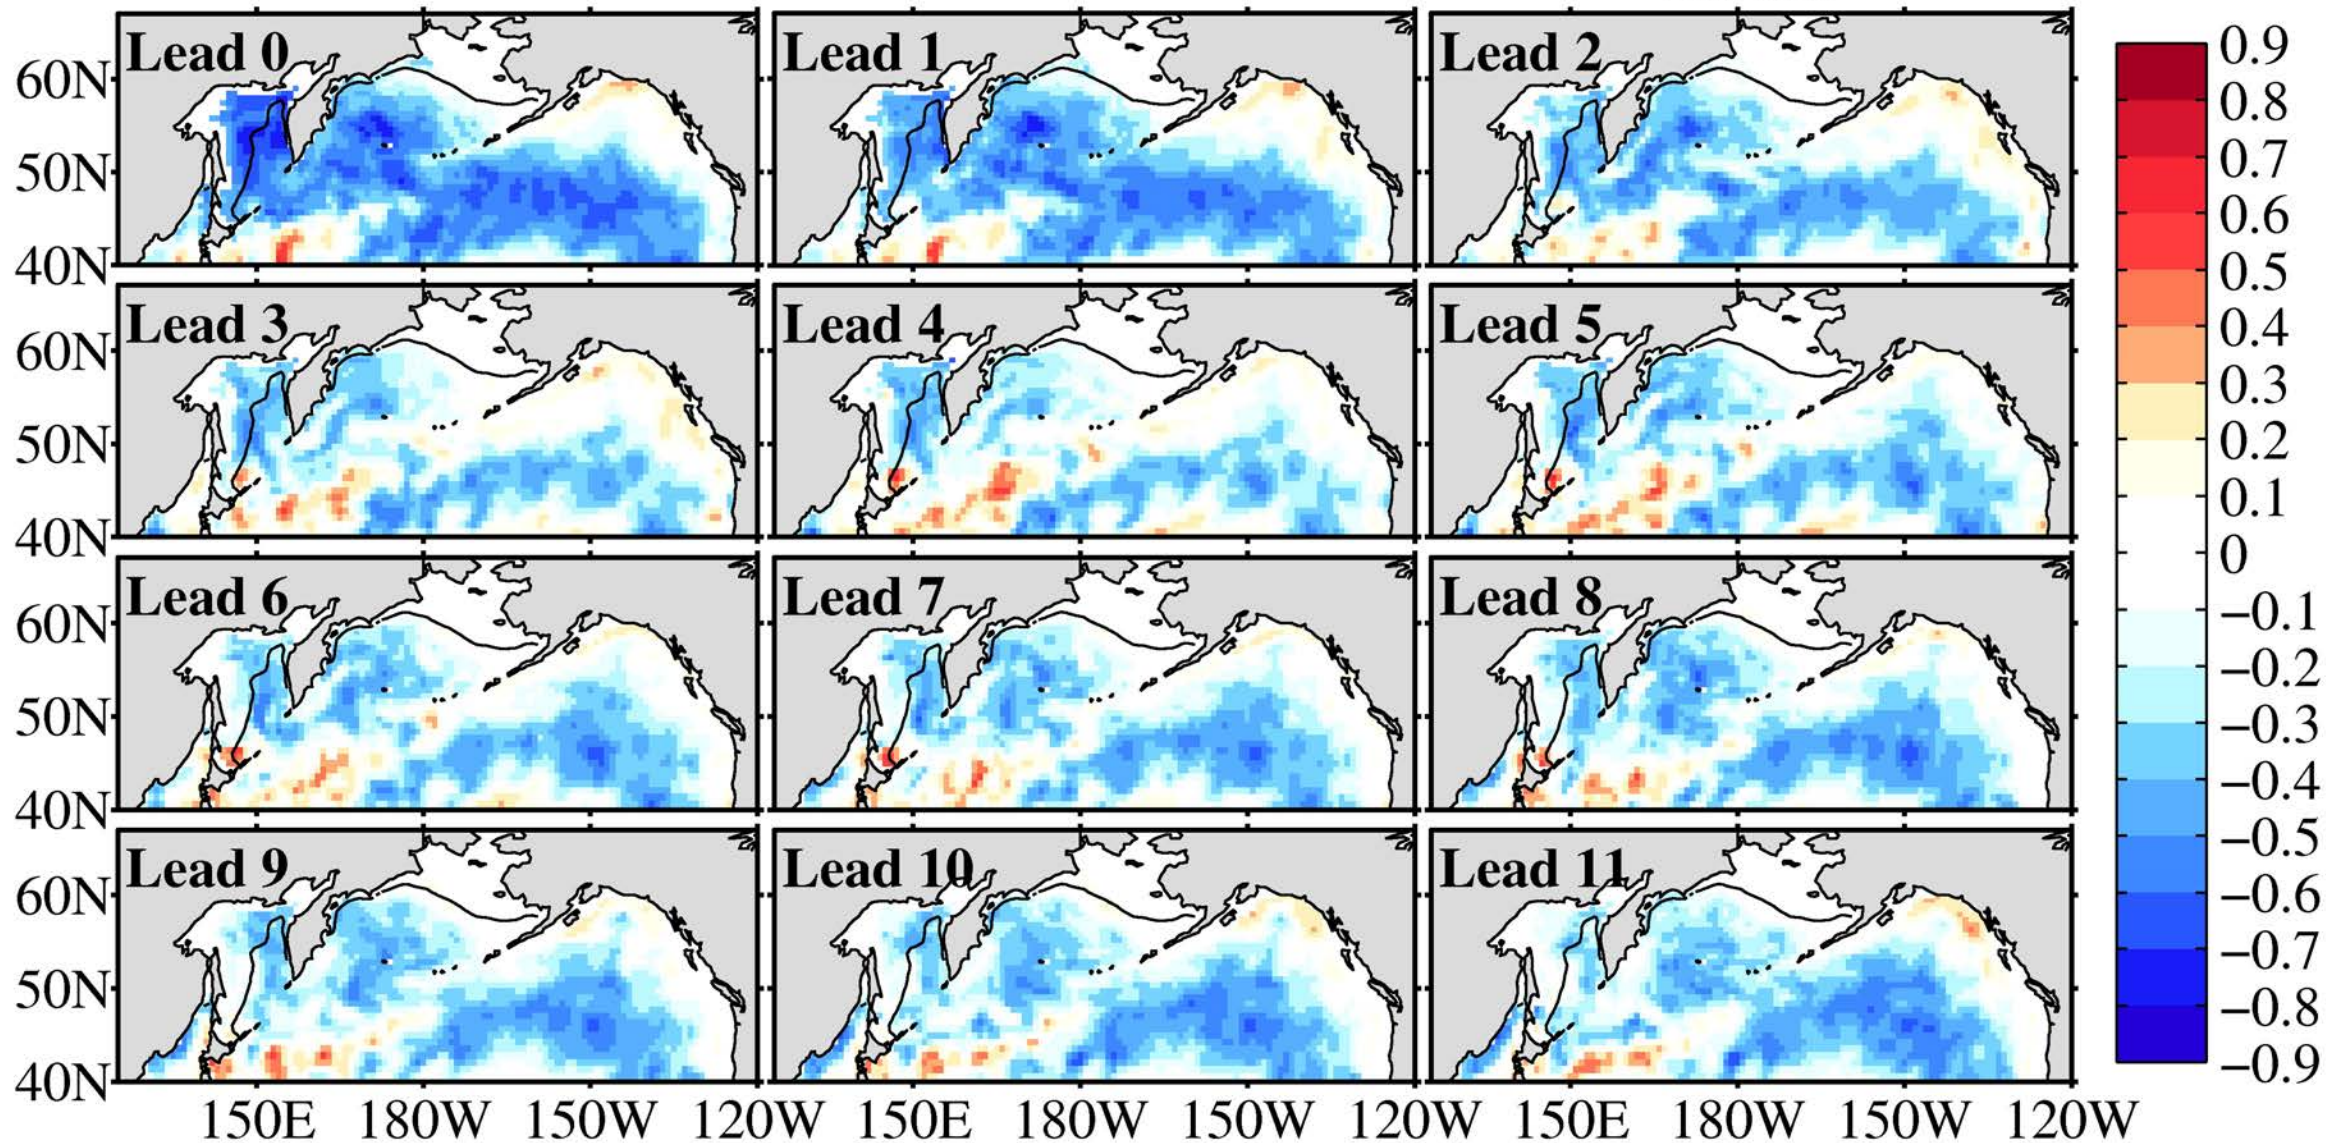 Lead 0 Lead 1 Lead 2 0.9
60N 0.8
50N 0.7
0.6
40N 0.5
Lead 3 Lead 4 Lead 5 0.4
60N 0.3
50N 0.2
0.1
40N 0
Lead 6 Lead 7 Lead 8 −0.1
60N −0.2
50N −0.3
−0.4
40N −0.5
Lead 9 Lead 10 Lead 11 −0.6
60N −0.7
50N −0.8
40N −0.9
150E 180W 150W 120W 150E 180W 150W 120W 150E 180W 150W 120W